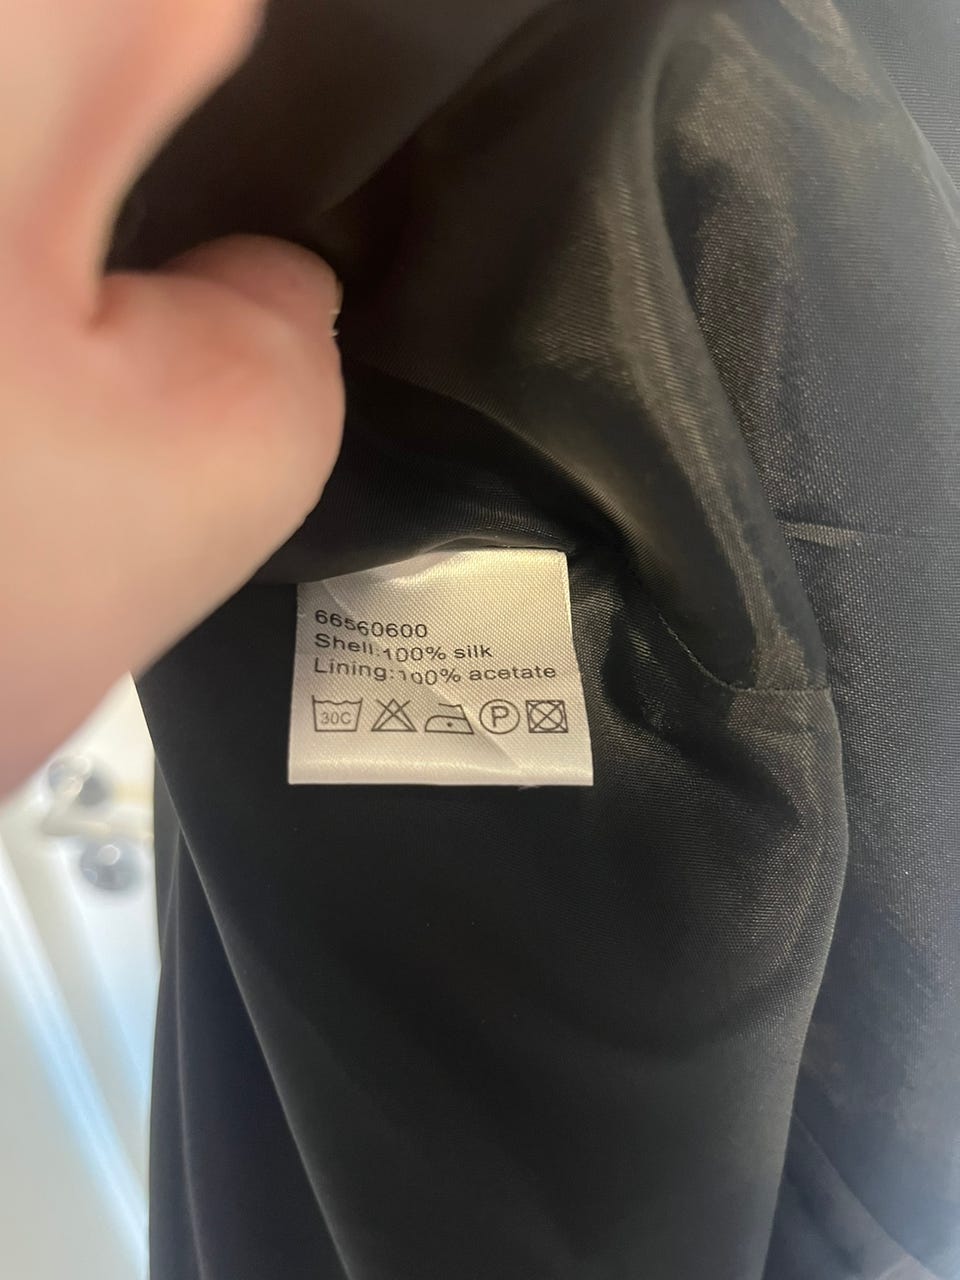 66560600
Shell:100% silk
Lining:100% acetate
30C P